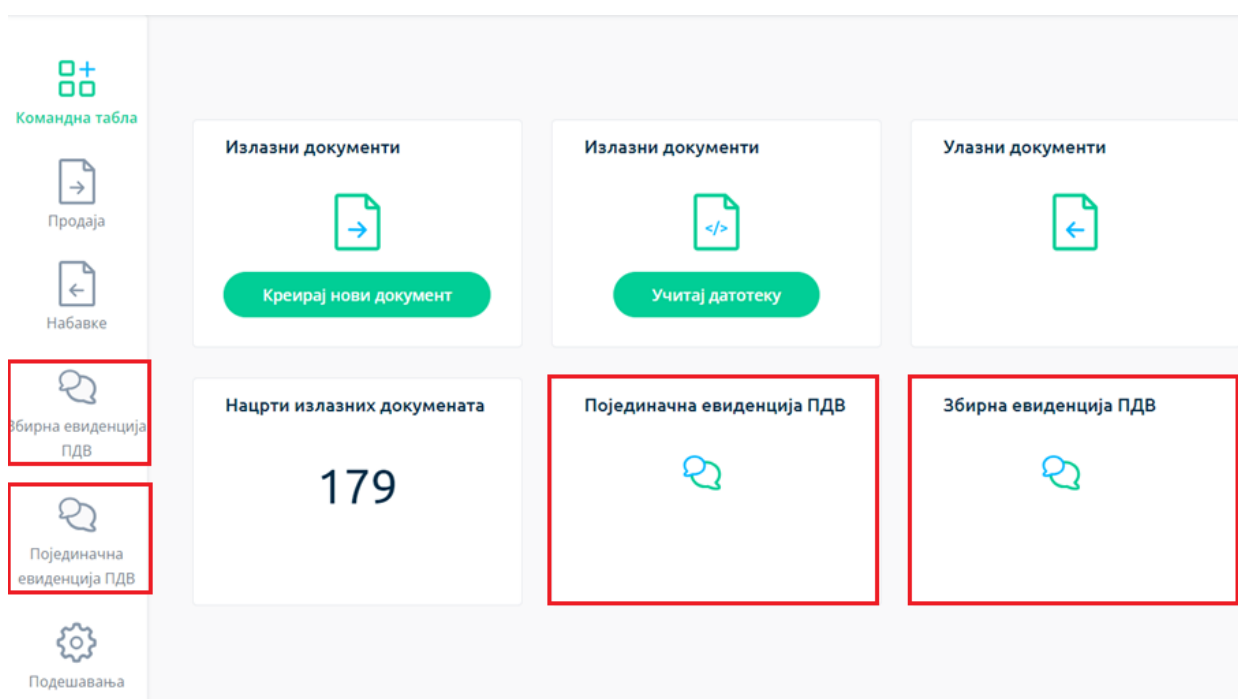 Командна табла
Продаја
Набавке
Збирна евиденција
ПДВ
Појединачна
евиденција ПДВ
Подешавања
Излазни документи
Креирај нови документ
Излазни документи
</>
Учитај датотеку
Улазни документи
Нацрти излазних докумената
179
Појединачна евиденција ПДВ
Збирна евиденција ПДВ